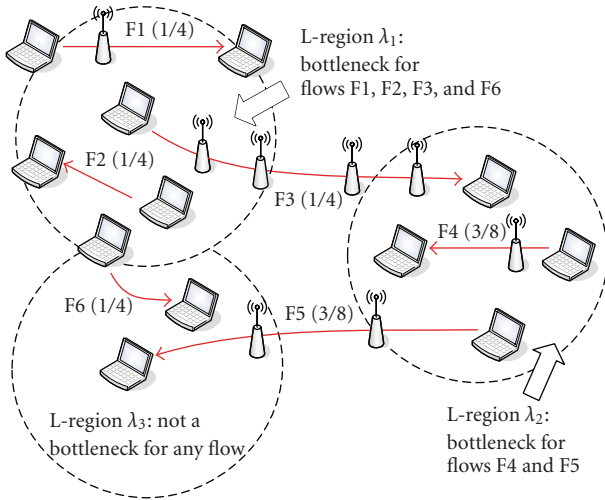 F1 (1/4)
L-region λ₁:
bottleneck for
flows F1, F2, F3, and F6
F2 (1/4)
F3 (1/4)
F4 (3/8)
F6 (1/4)
F5 (3/8)
L-region λ₃: not a
bottleneck for any flow
L-region λ₂:
bottleneck for
flows F4 and F5